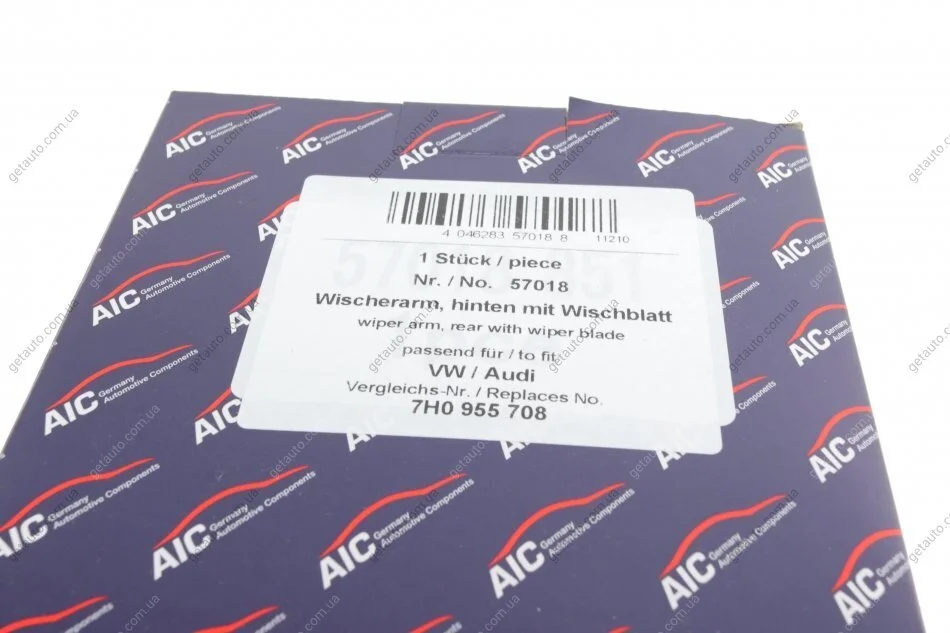 4 046283 57018 8 11210
1 Stück / piece
Nr. / No. 57018
Wischerarm, hinten mit Wischblatt
wiper arm, rear with wiper blade
passend für / to fit
VW / Audi
Vergleichs-Nr. / Replaces No.
7H0 955 708
AIC Germany
Automotive Components
getauto.com.ua